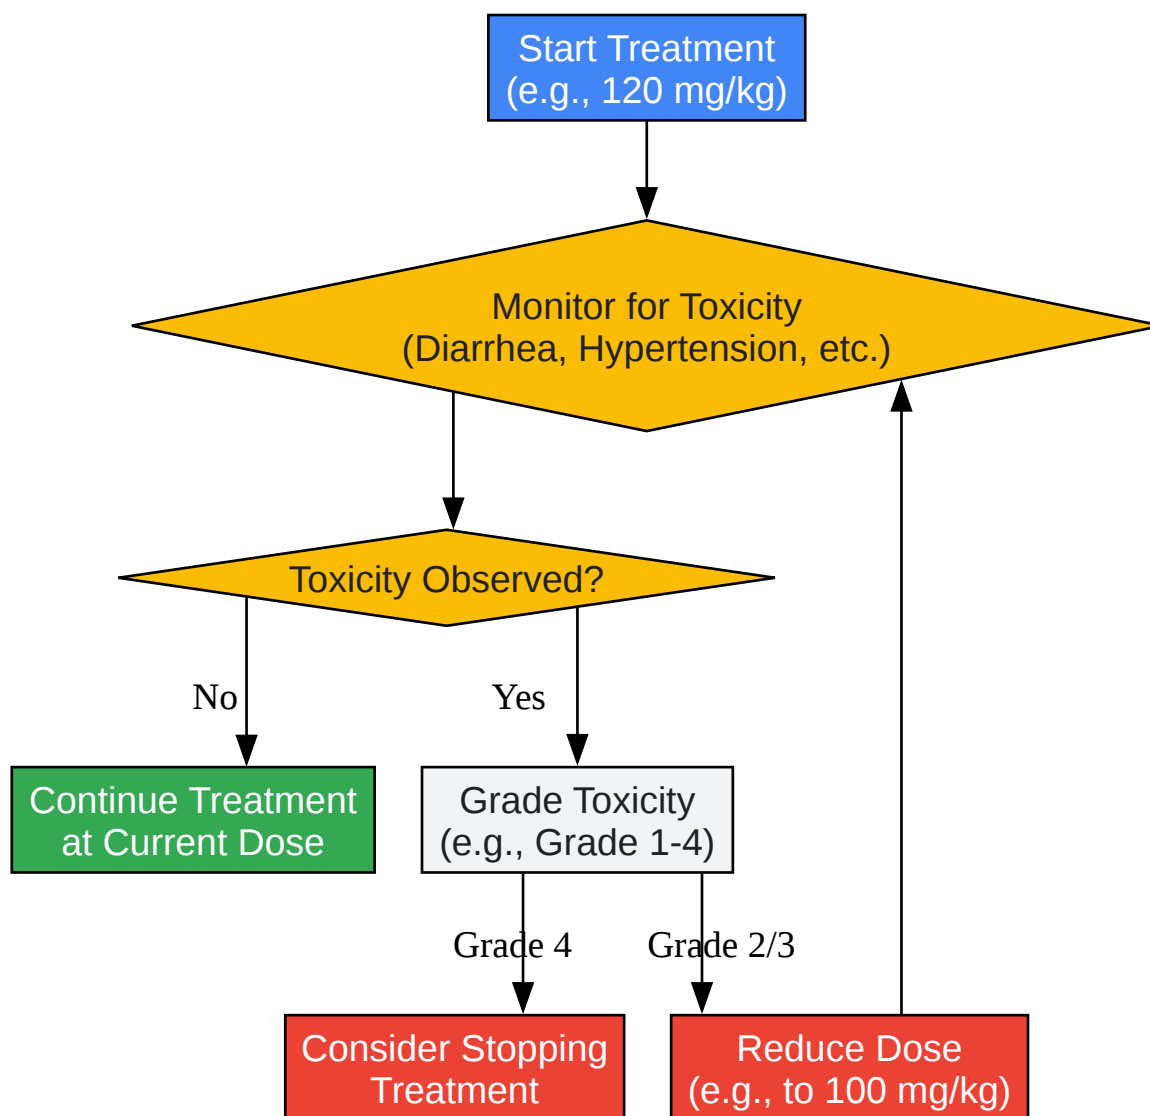 Start Treatment
(e.g., 120 mg/kg)
Monitor for Toxicity
(Diarrhea, Hypertension, etc.)
Toxicity Observed?
No
Yes
Continue Treatment
at Current Dose
Grade Toxicity
(e.g., Grade 1-4)
Grade 4
Grade 2/3
Consider Stopping
Treatment
Reduce Dose
(e.g., to 100 mg/kg)